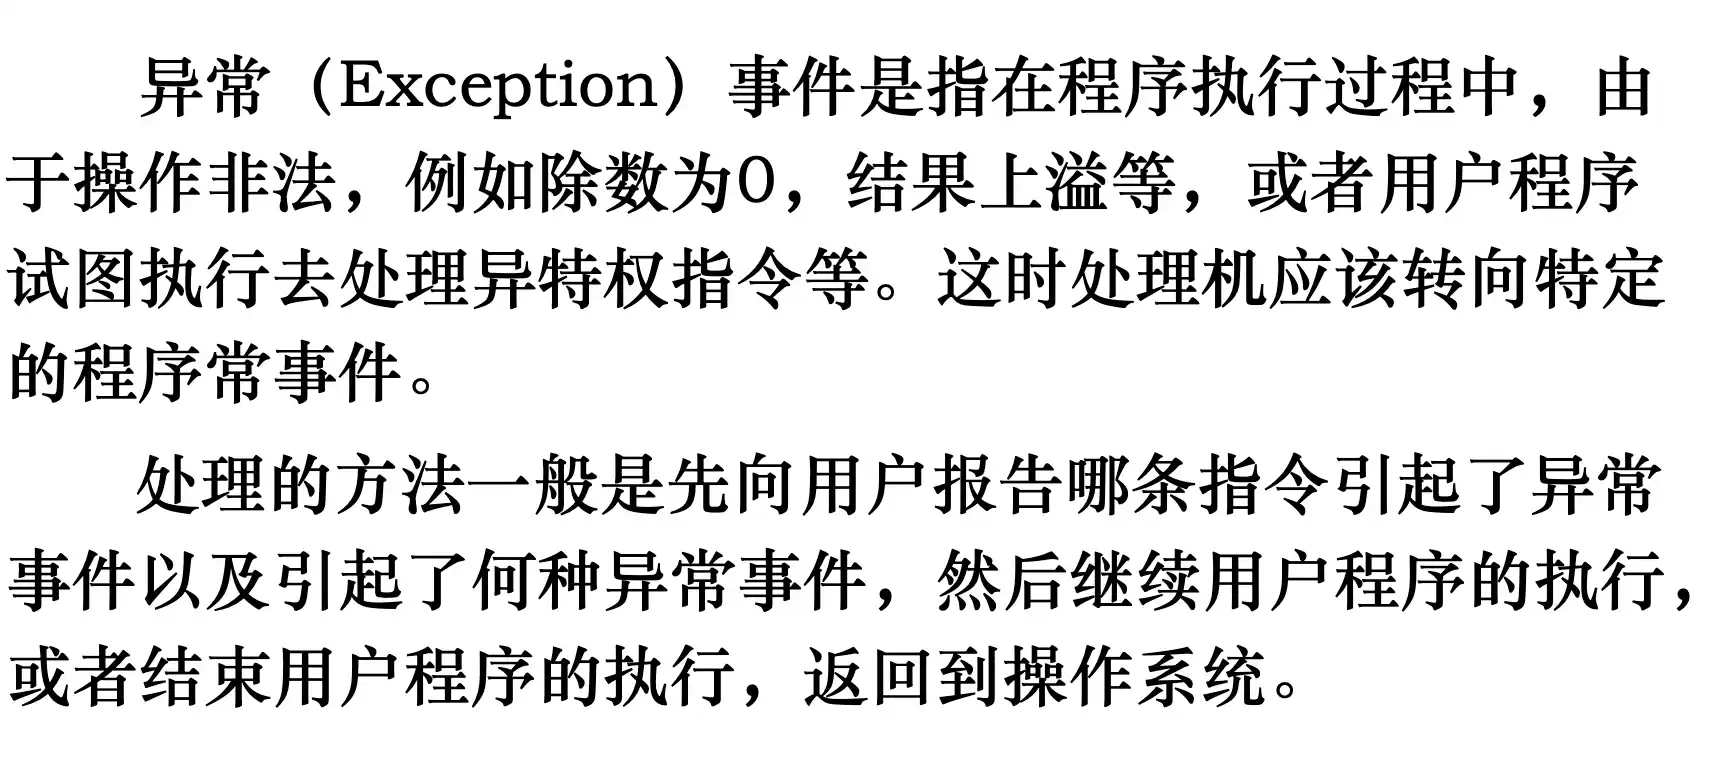 异常（Exception）事件是指在程序执行过程中，由
于操作非法，例如除数为0，结果上溢等，或者用户程序
试图执行去处理异特权指令等。这时处理机应该转向特定
的程序常事件。
处理的方法一般是先向用户报告哪条指令引起了异常
事件以及引起了何种异常事件，然后继续用户程序的执行，
或者结束用户程序的执行，返回到操作系统。